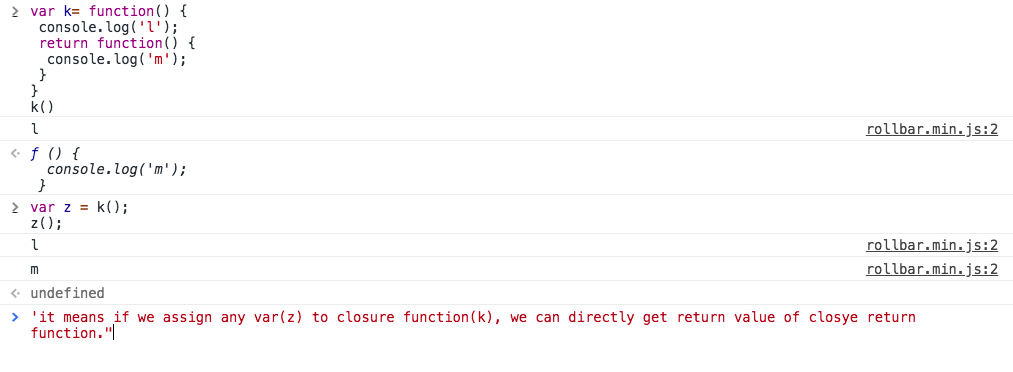 > var k= function() {
console.log('l');
return function() {
console.log('m');
}
}
k()
l rollbar.min.js:2
<· ƒ () {
console.log('m');
}
> var z = k();
z();
l rollbar.min.js:2
m rollbar.min.js:2
<· undefined
> 'it means if we assign any var(z) to closure function(k), we can directly get return value of closye return
function."